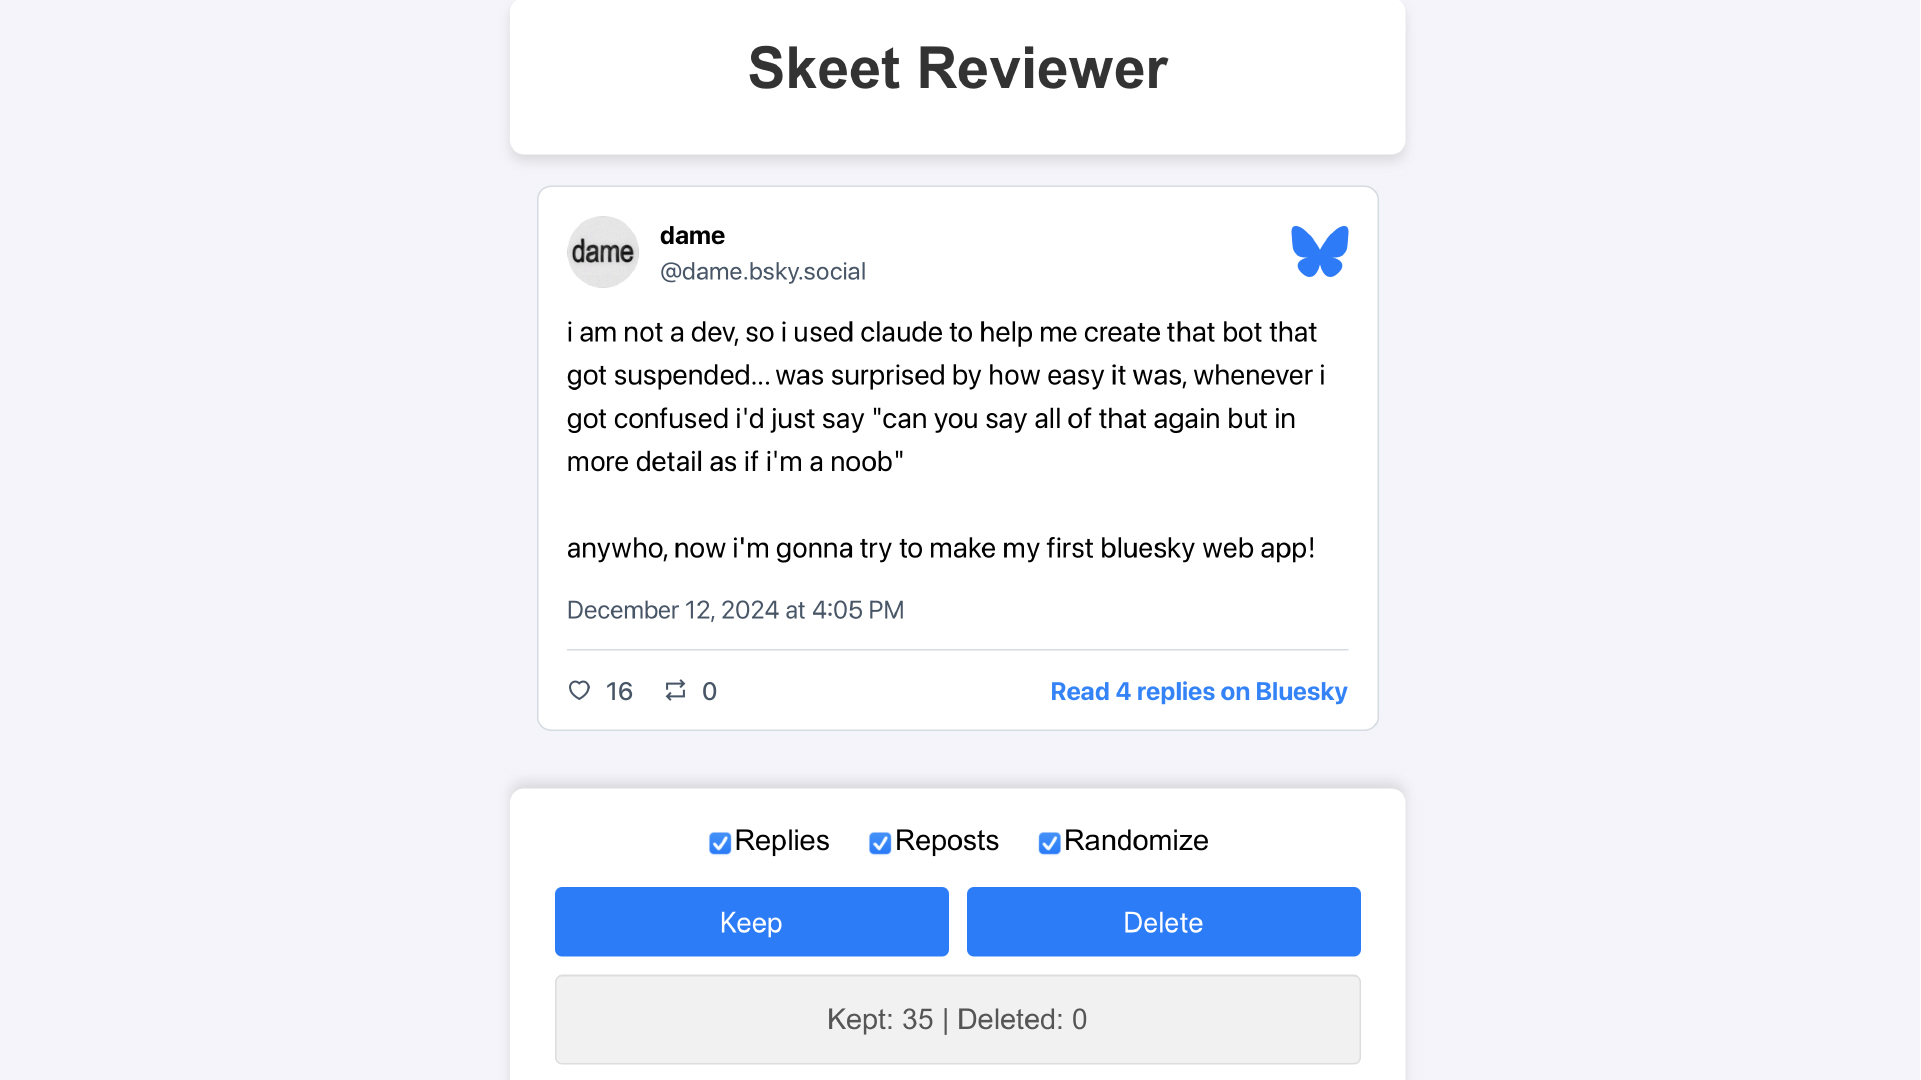 Skeet Reviewer
dame
dame
@dame.bsky.social
i am not a dev, so i used claude to help me create that bot that
got suspended... was surprised by how easy it was, whenever i
got confused i'd just say "can you say all of that again but in
more detail as if i'm a noob"
anywho, now i'm gonna try to make my first bluesky web app!
December 12, 2024 at 4:05 PM
16 0 Read 4 replies on Bluesky
Replies Reposts Randomize
Keep Delete
Kept: 35 | Deleted: 0